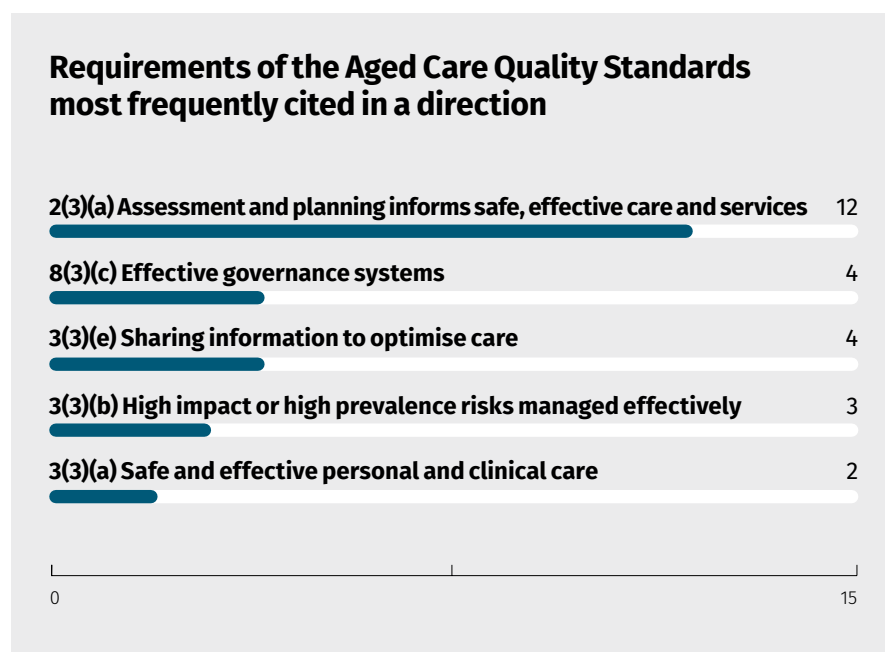 Requirements of the Aged Care Quality Standards
most frequently cited in a direction
2(3)(a) Assessment and planning informs safe, effective care and services 12
8(3)(c) Effective governance systems 4
3(3)(e) Sharing information to optimise care 4
3(3)(b) High impact or high prevalence risks managed effectively 3
3(3)(a) Safe and effective personal and clinical care 2
0 15